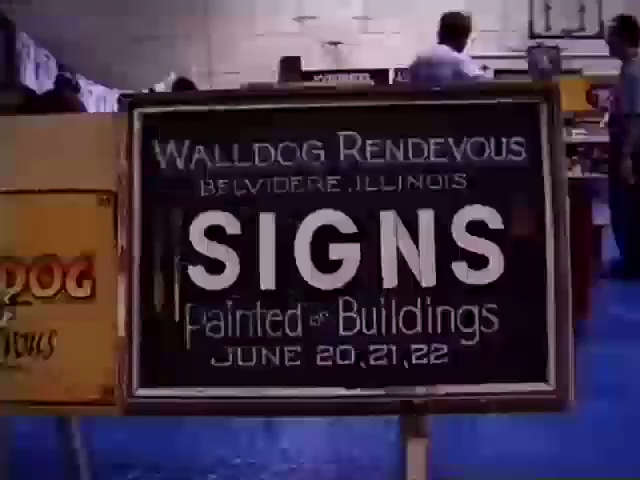 WALLDOG RENDEVOUS
BELVIDERE, ILLINOIS
SIGNS
Painted on Buildings
JUNE 20, 21, 22
DOG